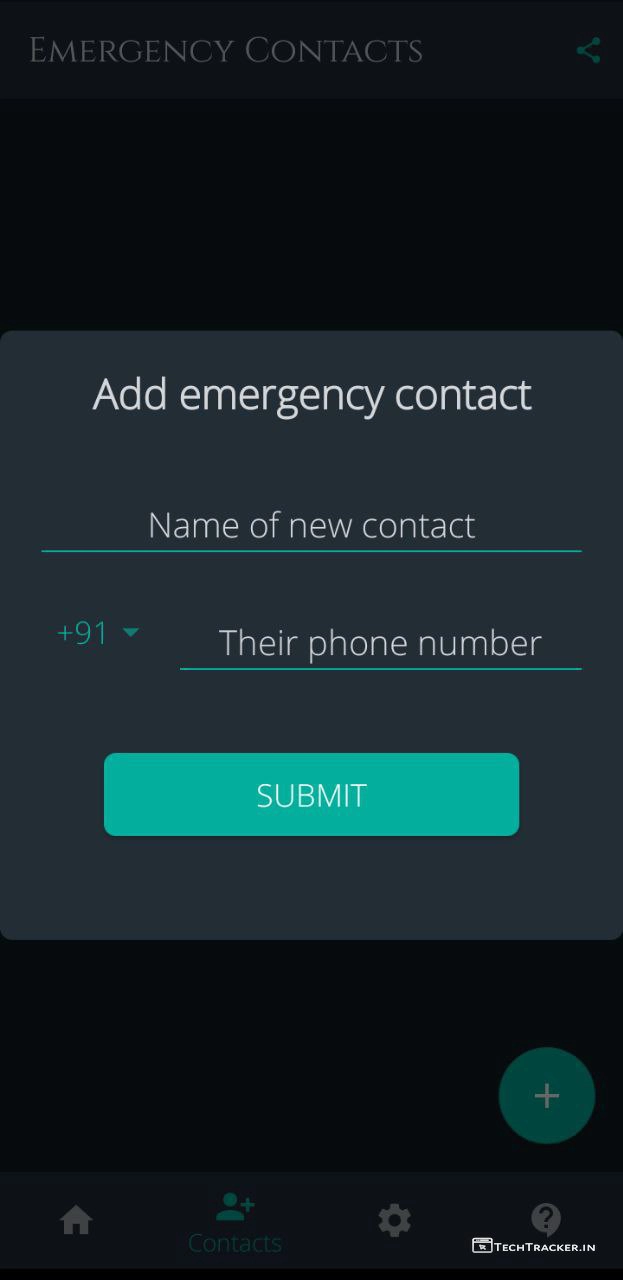 Emergency Contacts
Add emergency contact
Name of new contact
+91
Their phone number
SUBMIT
Contacts
TechTracker.in